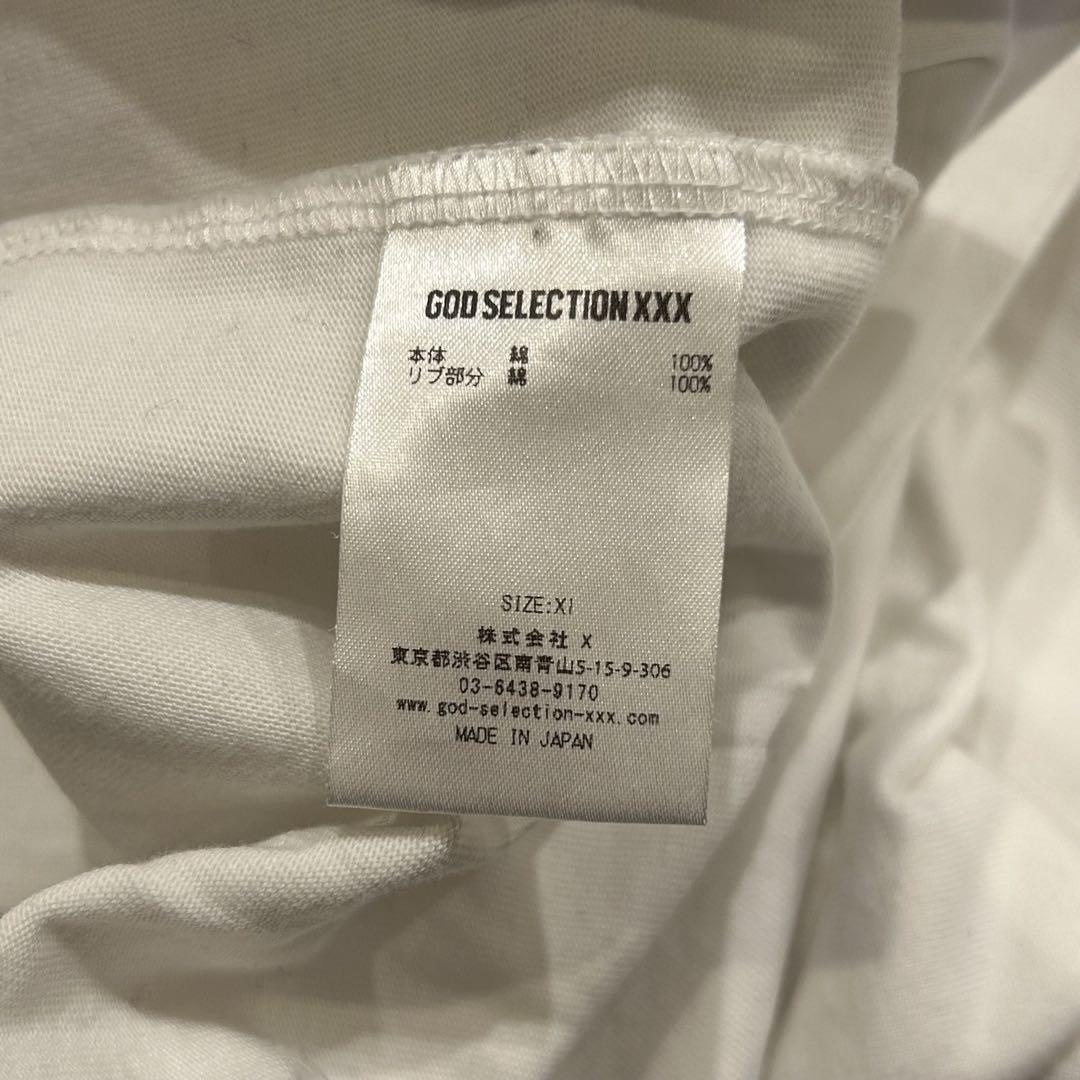 GOD SELECTION XXX
本体 綿 100%
リブ部分 綿 100%
SIZE:XI
株式会社 X
東京都渋谷区南青山5-15-9-306
03-6438-9170
www.god-selection-xxx.com
MADE IN JAPAN